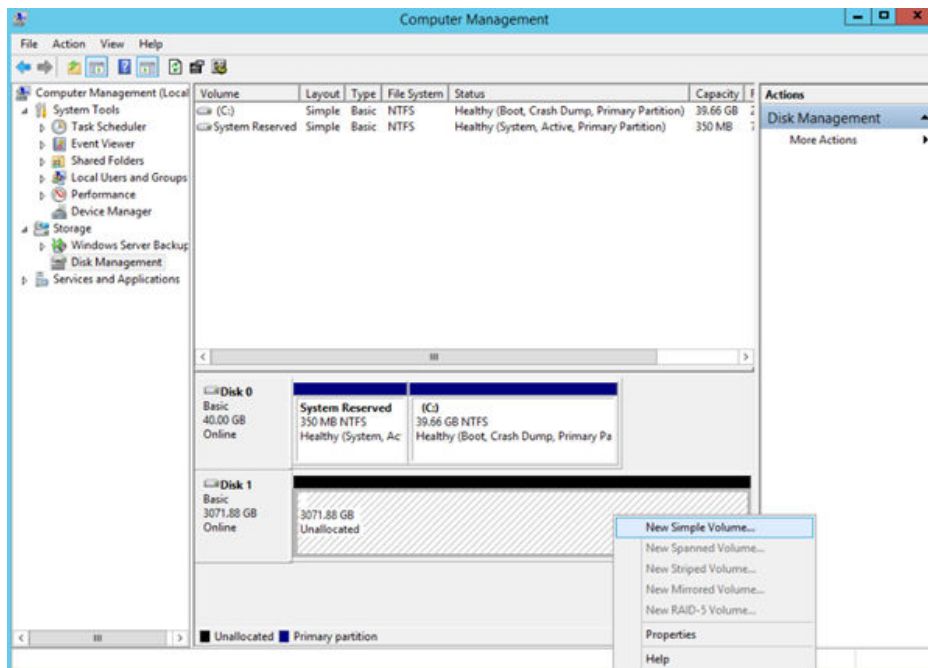 Computer Management
File Action View Help
Computer Management (Local
System Tools
Task Scheduler
Event Viewer
Shared Folders
Local Users and Groups
Performance
Device Manager
Storage
Windows Server Backup
Disk Management
Services and Applications
Volume Layout Type File System Status Capacity
(C:) Simple Basic NTFS Healthy (Boot, Crash Dump, Primary Partition) 39.66 GB
System Reserved Simple Basic NTFS Healthy (System, Active, Primary Partition) 350 MB
Disk 0
Basic
40.00 GB
Online
System Reserved
350 MB NTFS
Healthy (System, Ac
(C:)
39.66 GB NTFS
Healthy (Boot, Crash Dump, Primary Pa
Disk 1
Basic
3071.88 GB
Online
3071.88 GB
Unallocated
Unallocated Primary partition
Actions
Disk Management
More Actions
New Simple Volume...
New Spanned Volume...
New Striped Volume...
New Mirrored Volume...
New RAID-5 Volume...
Properties
Help